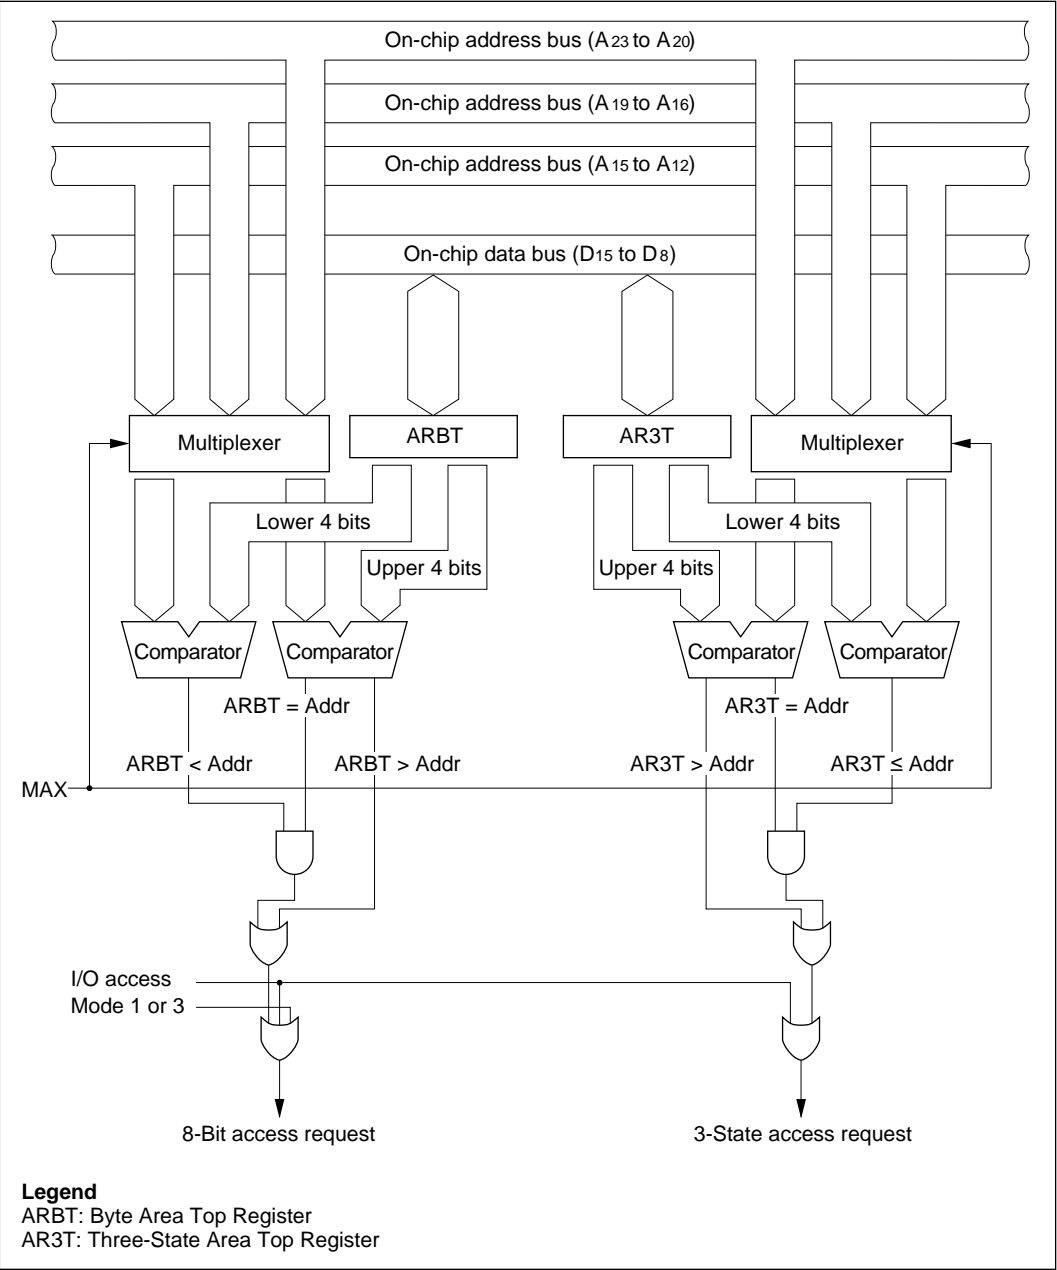 On-chip address bus (A23 to A20)
On-chip address bus (A19 to A16)
On-chip address bus (A15 to A12)
On-chip data bus (D15 to D8)
Multiplexer
ARBT
AR3T
Multiplexer
Lower 4 bits
Lower 4 bits
Upper 4 bits
Upper 4 bits
Comparator
Comparator
Comparator
Comparator
ARBT = Addr
AR3T = Addr
ARBT < Addr
ARBT > Addr
AR3T > Addr
AR3T ≤ Addr
MAX
I/O access
Mode 1 or 3
8-Bit access request
3-State access request
Legend
ARBT: Byte Area Top Register
AR3T: Three-State Area Top Register